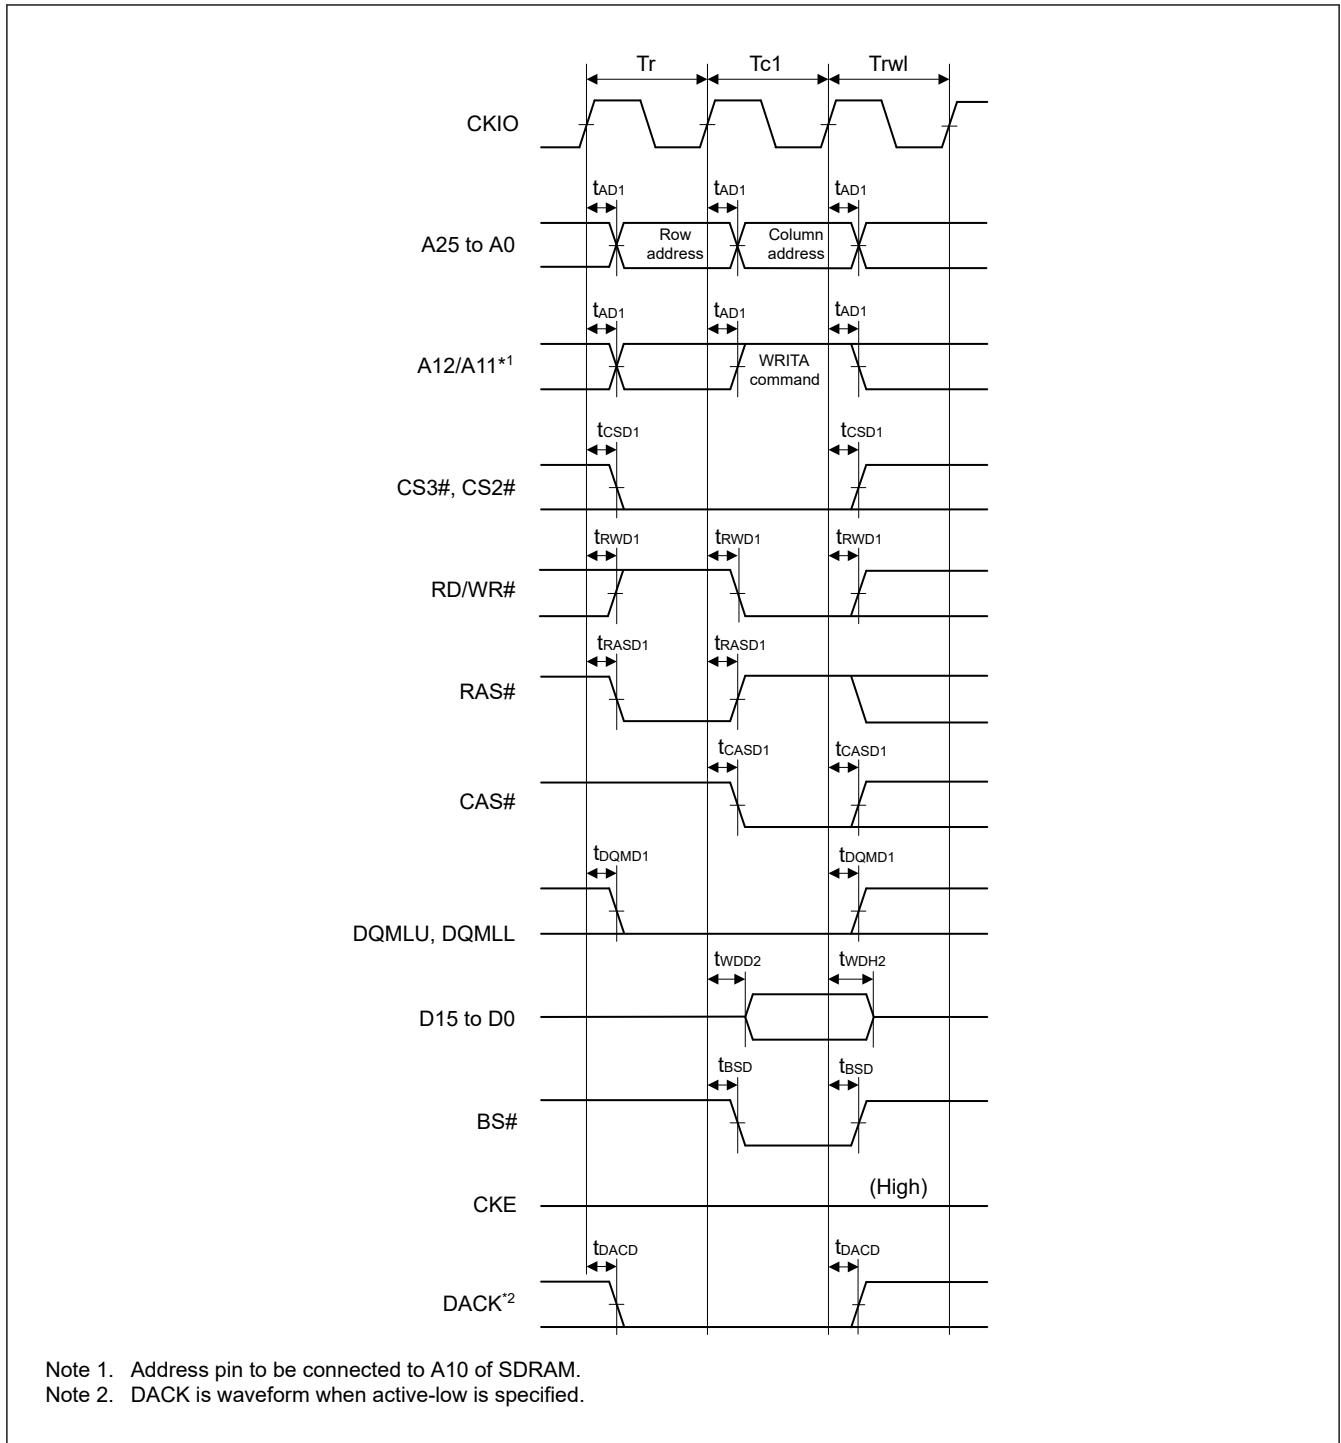 Tr Tc1 Trwl
CKIO
tAD1 tAD1 tAD1
A25 to A0
Row
address
Column
address
tAD1 tAD1 tAD1
A12/A11*1
WRITA
command
tCSD1 tCSD1
CS3#, CS2#
tRWD1 tRWD1 tRWD1
RD/WR#
tRASD1 tRASD1
RAS#
tCASD1 tCASD1
CAS#
tDQMD1 tDQMD1
DQMLU, DQMLL
tWDD2 tWDH2
D15 to D0
tBSD tBSD
BS#
(High)
CKE
tDACD tDACD
DACK*2
Note 1. Address pin to be connected to A10 of SDRAM.
Note 2. DACK is waveform when active-low is specified.